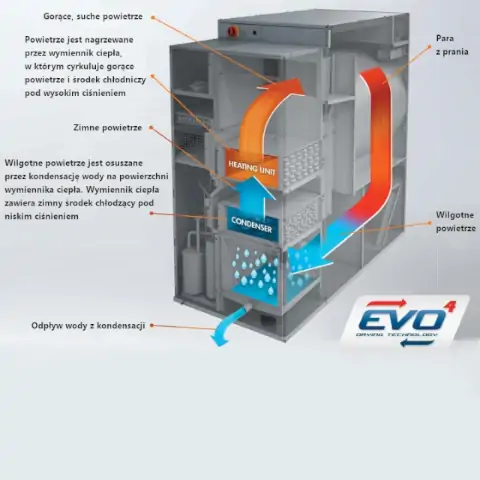 Gorące, suche powietrze
Powietrze jest nagrzewane
przez wymiennik ciepła,
w którym cyrkuluje gorące
powietrze i środek chłodniczy
pod wysokim ciśnieniem
Zimne powietrze
Wilgotne powietrze jest osuszane
przez kondensację wody na powierzchni
wymiennika ciepła. Wymiennik ciepła
zawiera zimny środek chłodzący pod
niskim ciśnieniem
Odpływ wody z kondensacji
Para
z prania
Wilgotne
powietrze
HEATING UNIT
CONDENSER
EVO4
DRYING TECHNOLOGY